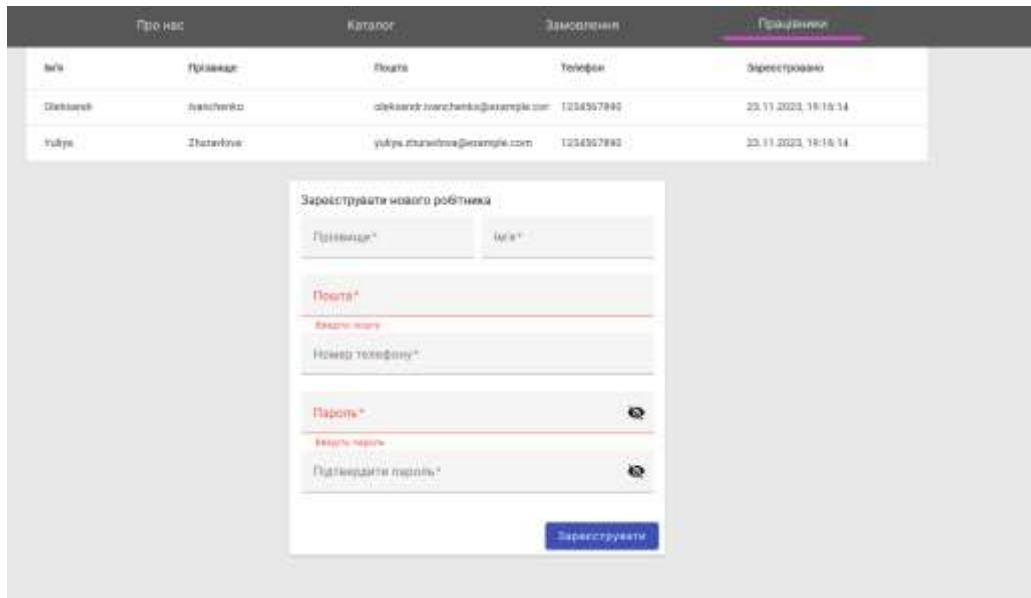 Про нас Каталог Замовлення Працівники
Ім'я Прізвище Пошта Телефон Зареєстровано
Oleksandr Ivanchenko oleksandr.ivanchenko@example.com 1234567890 23.11.2023, 19:16:14
Yuliya Zhuravlova yuliya.zhuravlova@example.com 1234567890 23.11.2023, 19:16:14
Зареєструвати нового робітника
Прізвище* Ім'я*
Пошта*
Введіть пошту
Номер телефону*
Пароль*
Введіть пароль
Підтвердити пароль*
Зареєструвати